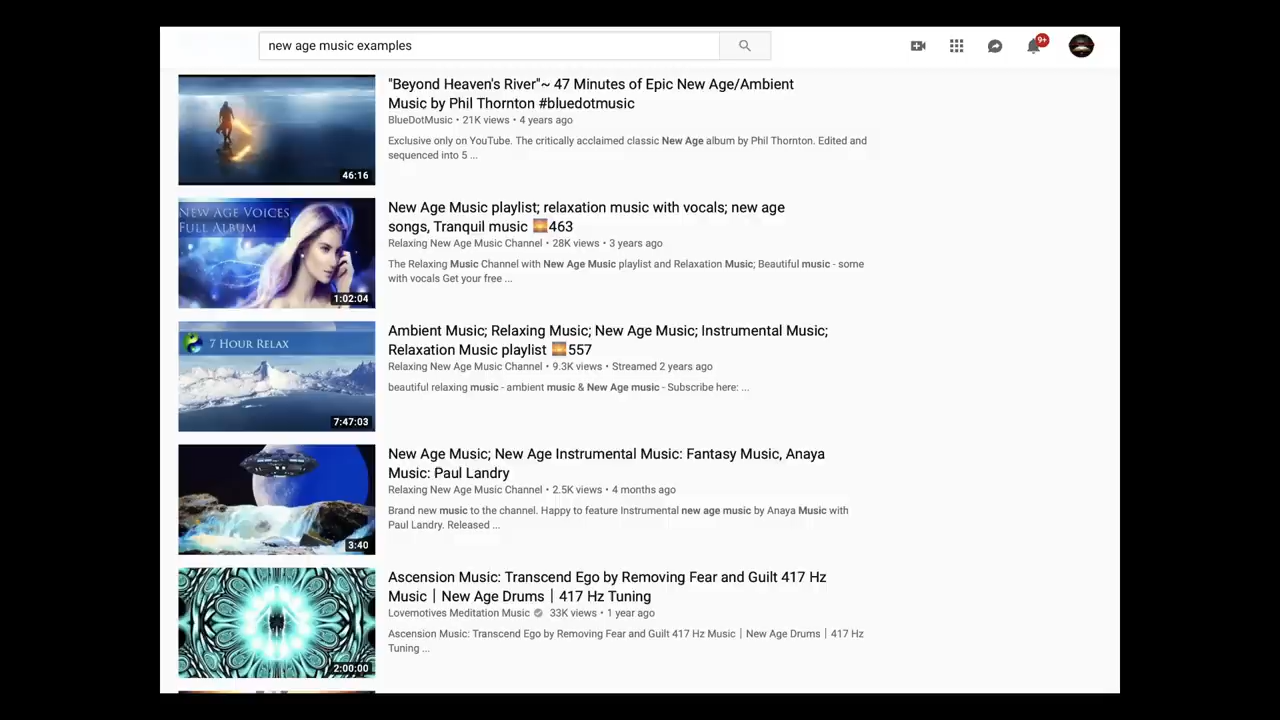 new age music examples
9+
"Beyond Heaven's River"~ 47 Minutes of Epic New Age/Ambient
Music by Phil Thornton #bluedotmusic
BlueDotMusic • 21K views • 4 years ago
Exclusive only on YouTube. The critically acclaimed classic New Age album by Phil Thornton. Edited and
sequenced into 5 ...
46:16
NEW AGE VOICES
FULL ALBUM
1:02:04
New Age Music playlist; relaxation music with vocals; new age
songs, Tranquil music 🌅463
Relaxing New Age Music Channel • 28K views • 3 years ago
The Relaxing Music Channel with New Age Music playlist and Relaxation Music; Beautiful music - some
with vocals Get your free ...
7 HOUR RELAX
7:47:03
Ambient Music; Relaxing Music; New Age Music; Instrumental Music;
Relaxation Music playlist 🌅557
Relaxing New Age Music Channel • 9.3K views • Streamed 2 years ago
beautiful relaxing music - ambient music & New Age music - Subscribe here: ...
3:40
New Age Music; New Age Instrumental Music: Fantasy Music, Anaya
Music: Paul Landry
Relaxing New Age Music Channel • 2.5K views • 4 months ago
Brand new music to the channel. Happy to feature Instrumental new age music by Anaya Music with
Paul Landry. Released ...
2:00:00
Ascension Music: Transcend Ego by Removing Fear and Guilt 417 Hz
Music | New Age Drums | 417 Hz Tuning
Lovemotives Meditation Music 33K views • 1 year ago
Ascension Music: Transcend Ego by Removing Fear and Guilt 417 Hz Music | New Age Drums | 417 Hz
Tuning ...